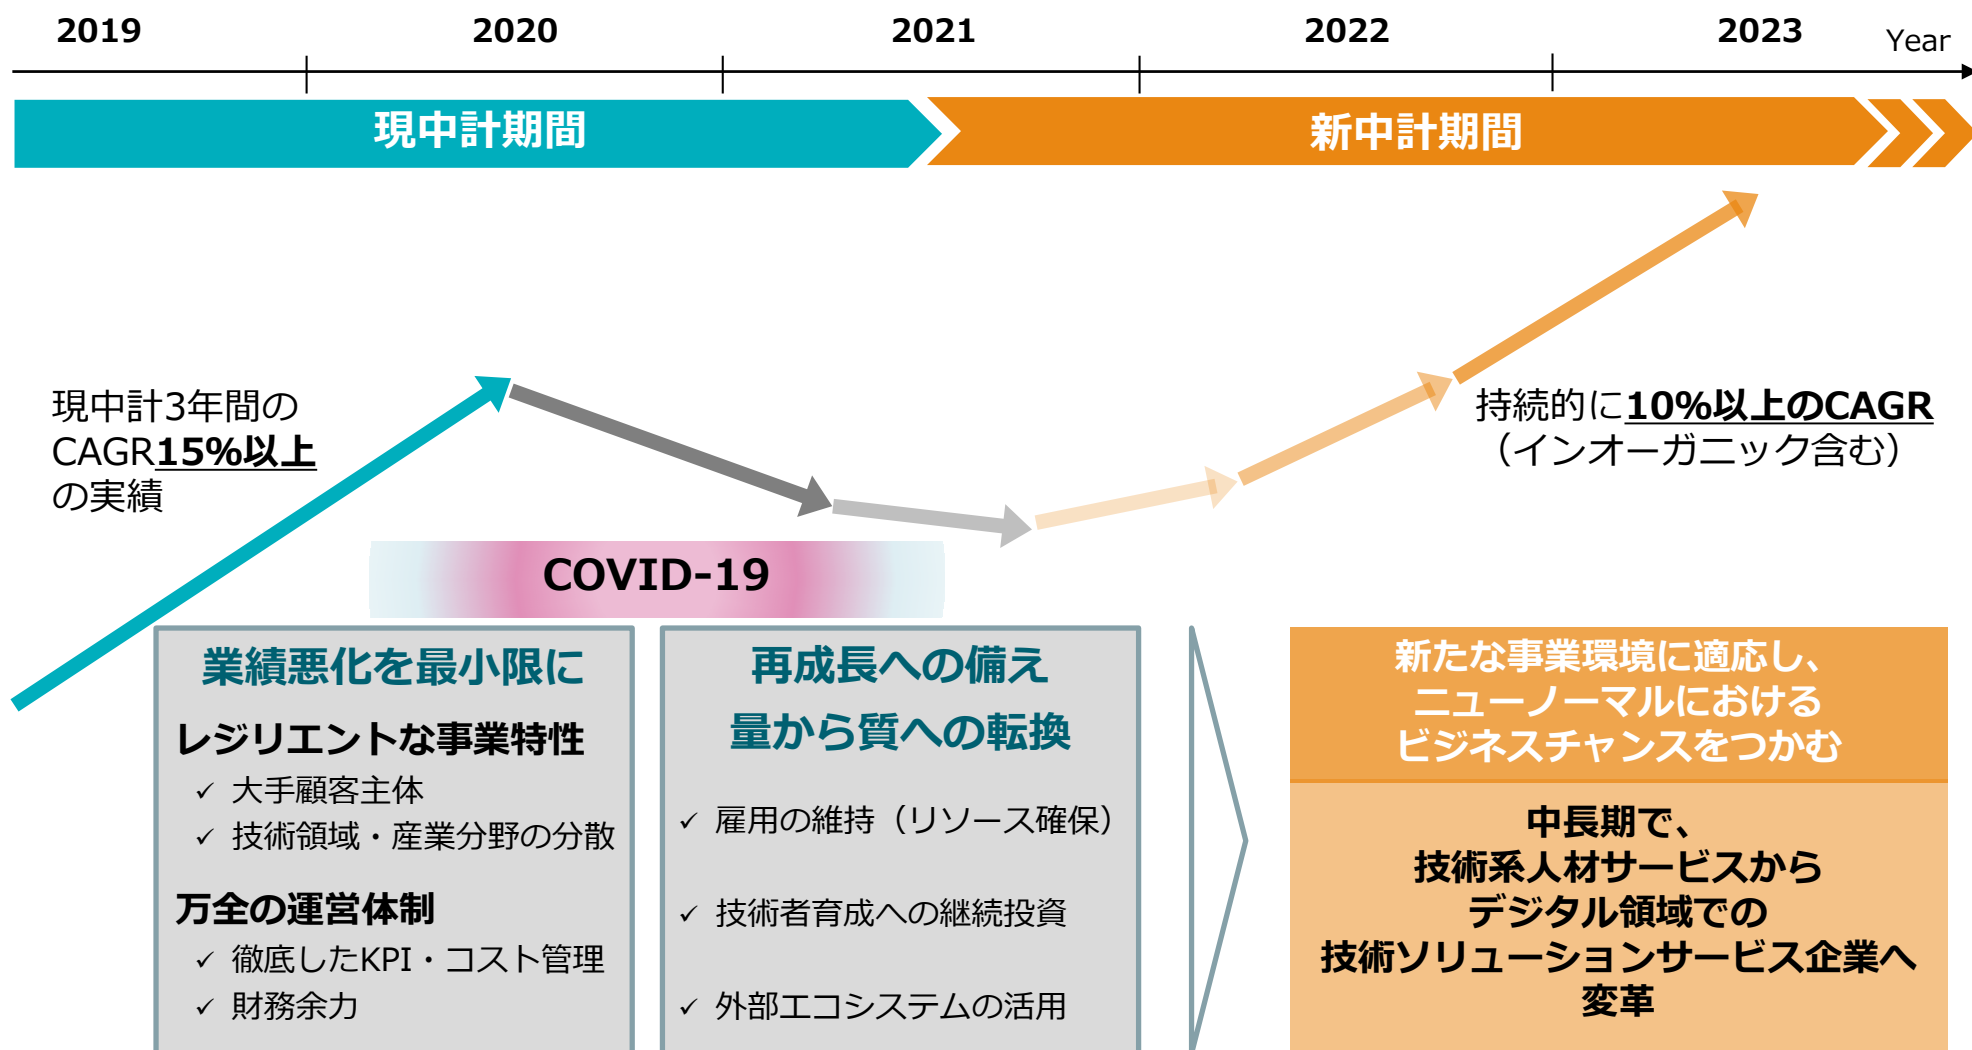 2019
2020
2021
2022
2023
Year
現中計期間
新中計期間
現中計3年間の
CAGR15%以上
の実績
持続的に10%以上のCAGR
（インオーガニック含む）
COVID-19
業績悪化を最小限に
レジリエントな事業特性
✓ 大手顧客主体
✓ 技術領域・産業分野の分散
万全の運営体制
✓ 徹底したKPI・コスト管理
✓ 財務余力
再成長への備え
量から質への転換
✓ 雇用の維持（リソース確保）
✓ 技術者育成への継続投資
✓ 外部エコシステムの活用
新たな事業環境に適応し、
ニューノーマルにおける
ビジネスチャンスをつかむ
中長期で、
技術系人材サービスから
デジタル領域での
技術ソリューションサービス企業へ
変革